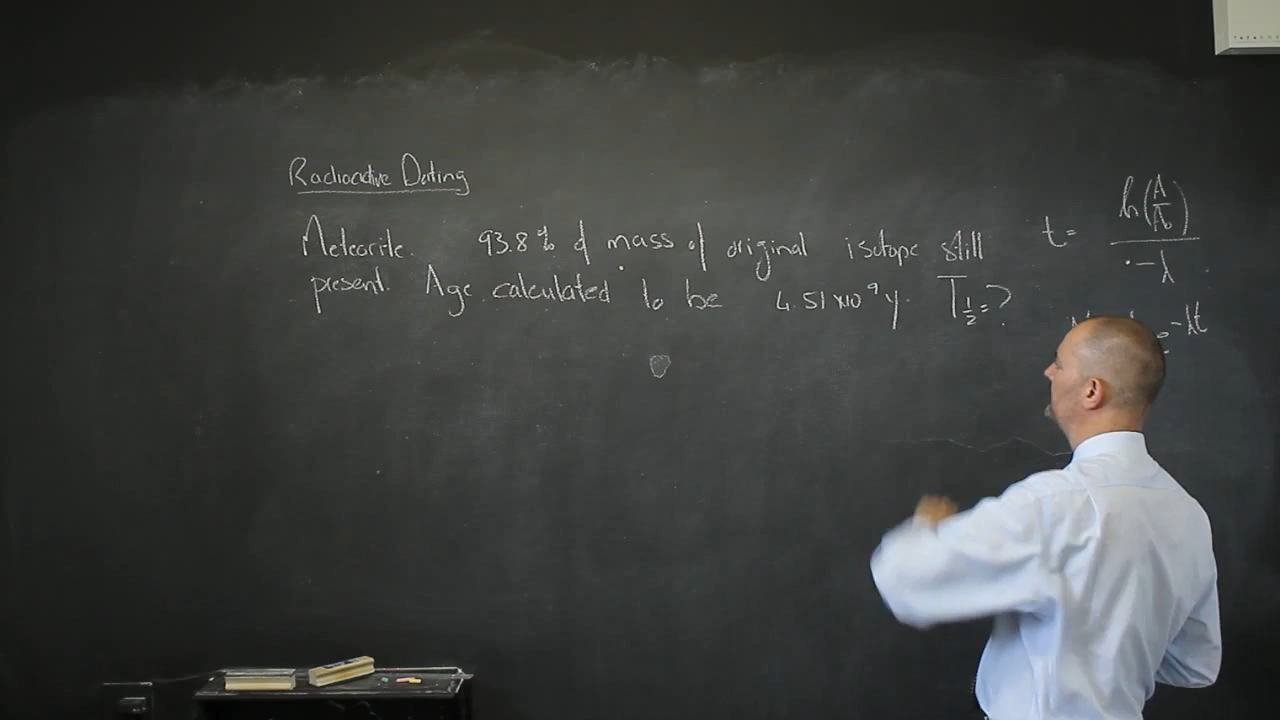 Radioactive Dating
Meteorite. 93.8% of mass of original isotope still
present. Age calculated to be 4.51x10⁹ y. T½=?
t= ln(A/A₀)/-λ
e^-λt